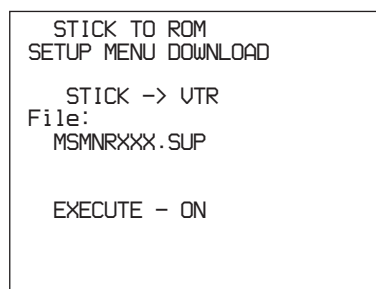 STICK TO ROM
SETUP MENU DOWNLOAD
STICK -> VTR
File:
MSMNRXXX.SUP
EXECUTE - ON